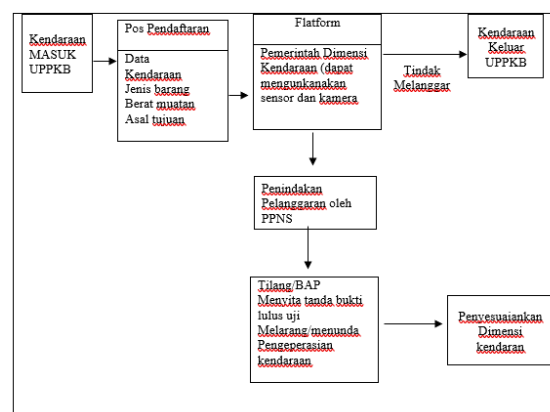 Kendaraan
MASUK
UPPKB
Pos Pendaftaran
Data
Kendaraan
Jenis barang
Berat muatan
Asal tujuan
Flatform
Pemerintah Dimensi
Kendaraan (dapat
mengunkanakan
sensor dan kamera
Tindak
Melanggar
Kendaraan
Keluar
UPPKB
Penindakan
Pelanggaran oleh
PPNS
Tilang/BAP
Menyita tanda bukti
lulus uji
Melarang/menunda
Pengeperasian
kendaraan
Penyesuaiankan
Dimensi
kendaran